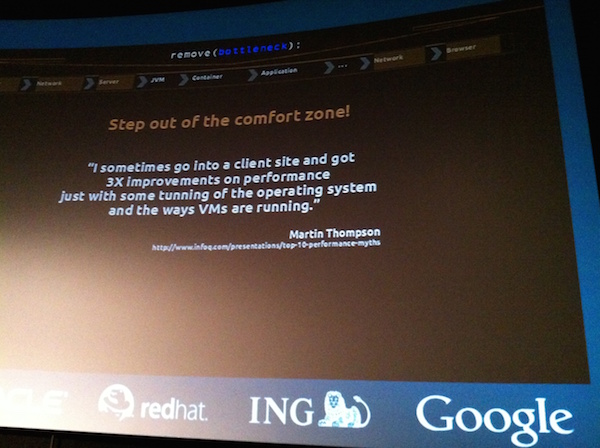 remove(bottleneck);
Network Server JVM Container Application ... Network Browser
Step out of the comfort zone!
“I sometimes go into a client site and got
3X improvements on performance
just with some tunning of the operating system
and the ways VMs are running.”
Martin Thompson
http://www.infoq.com/presentations/top-10-performance-myths
redhat. ING Google